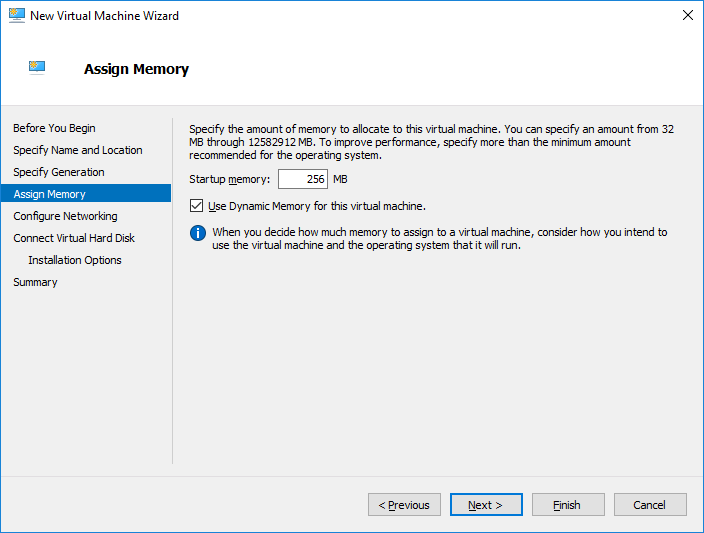 New Virtual Machine Wizard
Assign Memory
Before You Begin
Specify Name and Location
Specify Generation
Assign Memory
Configure Networking
Connect Virtual Hard Disk
Installation Options
Summary
Specify the amount of memory to allocate to this virtual machine. You can specify an amount from 32
MB through 12582912 MB. To improve performance, specify more than the minimum amount
recommended for the operating system.
Startup memory: 256 MB
Use Dynamic Memory for this virtual machine.
When you decide how much memory to assign to a virtual machine, consider how you intend to
use the virtual machine and the operating system that it will run.
< Previous Next > Finish Cancel